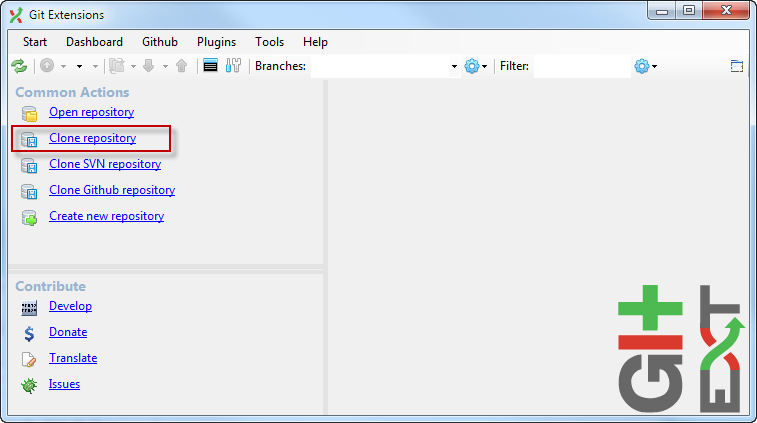 Git Extensions
Start Dashboard Github Plugins Tools Help
Branches: Filter:
Common Actions
Open repository
Clone repository
Clone SVN repository
Clone Github repository
Create new repository
Contribute
Develop
Donate
Translate
Issues
GIt
EXT